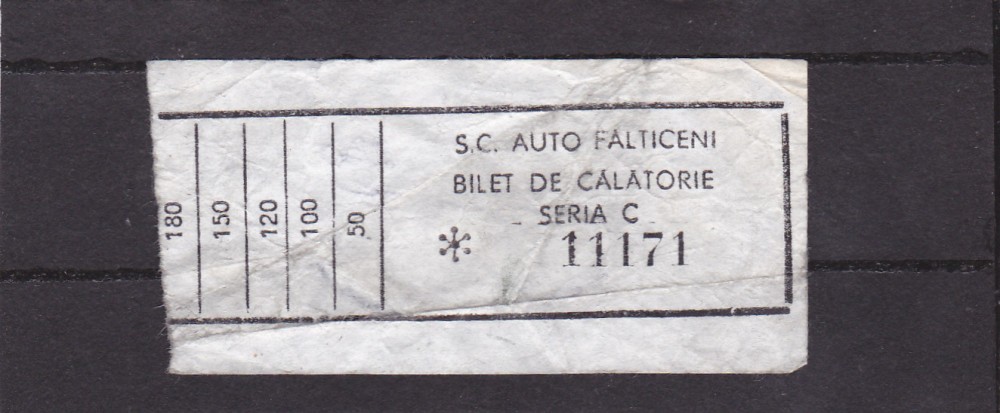 S.C. AUTO FALTICENI
BILET DE CALATORIE
SERIA C
* 11171
180
150
120
100
50